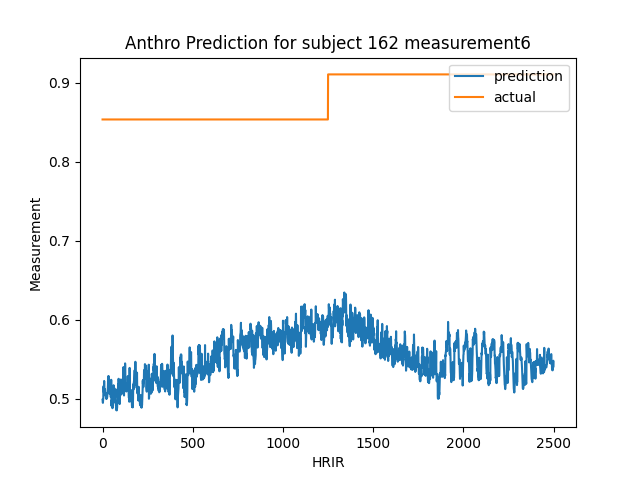 Anthro Prediction for subject 162 measurement6
prediction
actual
0.9
0.8
0.7
0.6
0.5
Measurement
0
500
1000
1500
2000
2500
HRIR